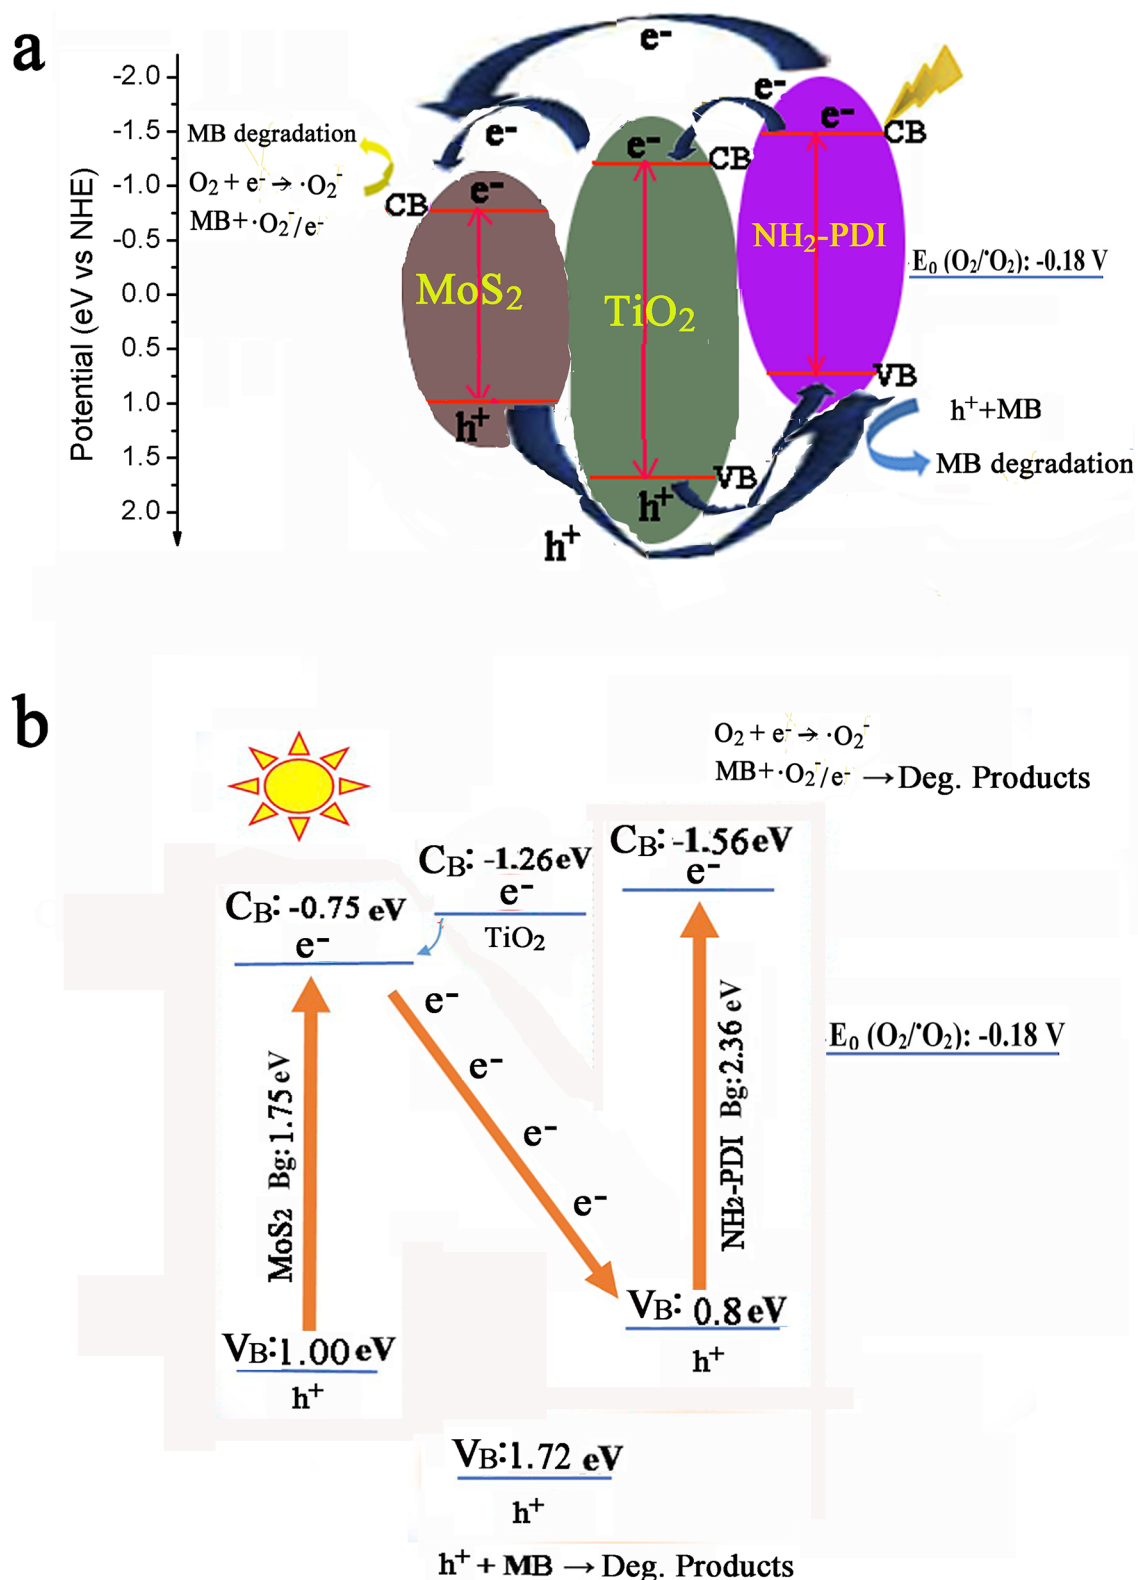 a
e-
-2.0
e-
-1.5
MB degradation
e-
e-
CB
e-
CB
O2 + e- → ·O2-
-1.0
CB
e-
MB+·O2-/e-
-0.5
NH2-PDI
E0 (O2/·O2): -0.18 V
Potential (eV vs NHE)
0.0
MoS2
TiO2
0.5
VB
1.0
h+
h+ +MB
1.5
VB
MB degradation
h+
2.0
h+
b
O2 + e- → ·O2-
MB+·O2-/e- → Deg. Products
CB: -1.56 eV
e-
CB: -1.26 eV
e-
TiO2
CB: -0.75 eV
e-
e-
e-
e-
e-
MoS2 Bg: 1.75 eV
NH2-PDI Bg: 2.36 eV
E0 (O2/·O2): -0.18 V
VB: 0.8 eV
h+
VB: 1.00 eV
h+
VB: 1.72 eV
h+
h+ + MB → Deg. Products